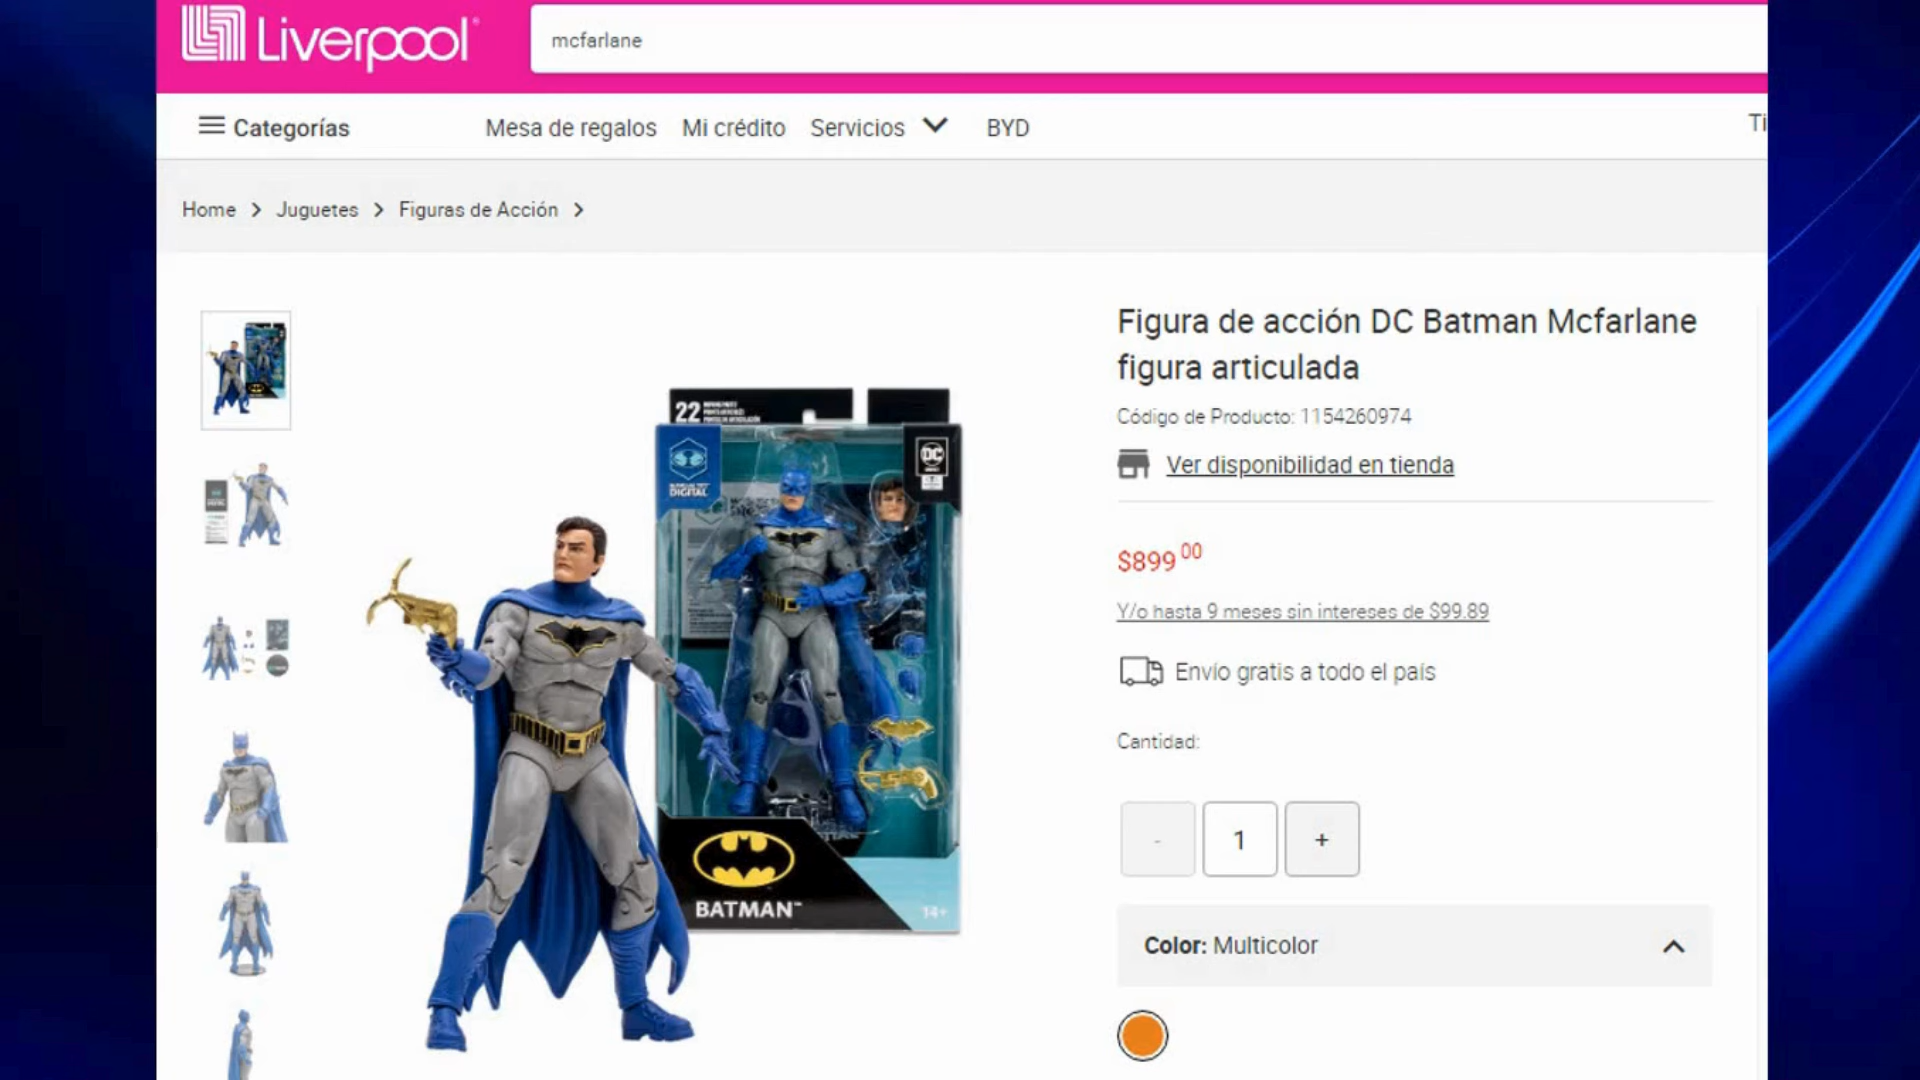 Liverpool
mcfarlane
Categorías
Mesa de regalos
Mi crédito
Servicios
BYD
Ti
Home > Juguetes > Figuras de Acción >
Figura de acción DC Batman Mcfarlane
figura articulada
Código de Producto: 1154260974
Ver disponibilidad en tienda
$899 00
Y/o hasta 9 meses sin intereses de $99.89
Envío gratis a todo el país
Cantidad:
- 1 +
Color: Multicolor
22
DIGITAL
DC
BATMAN™
14+